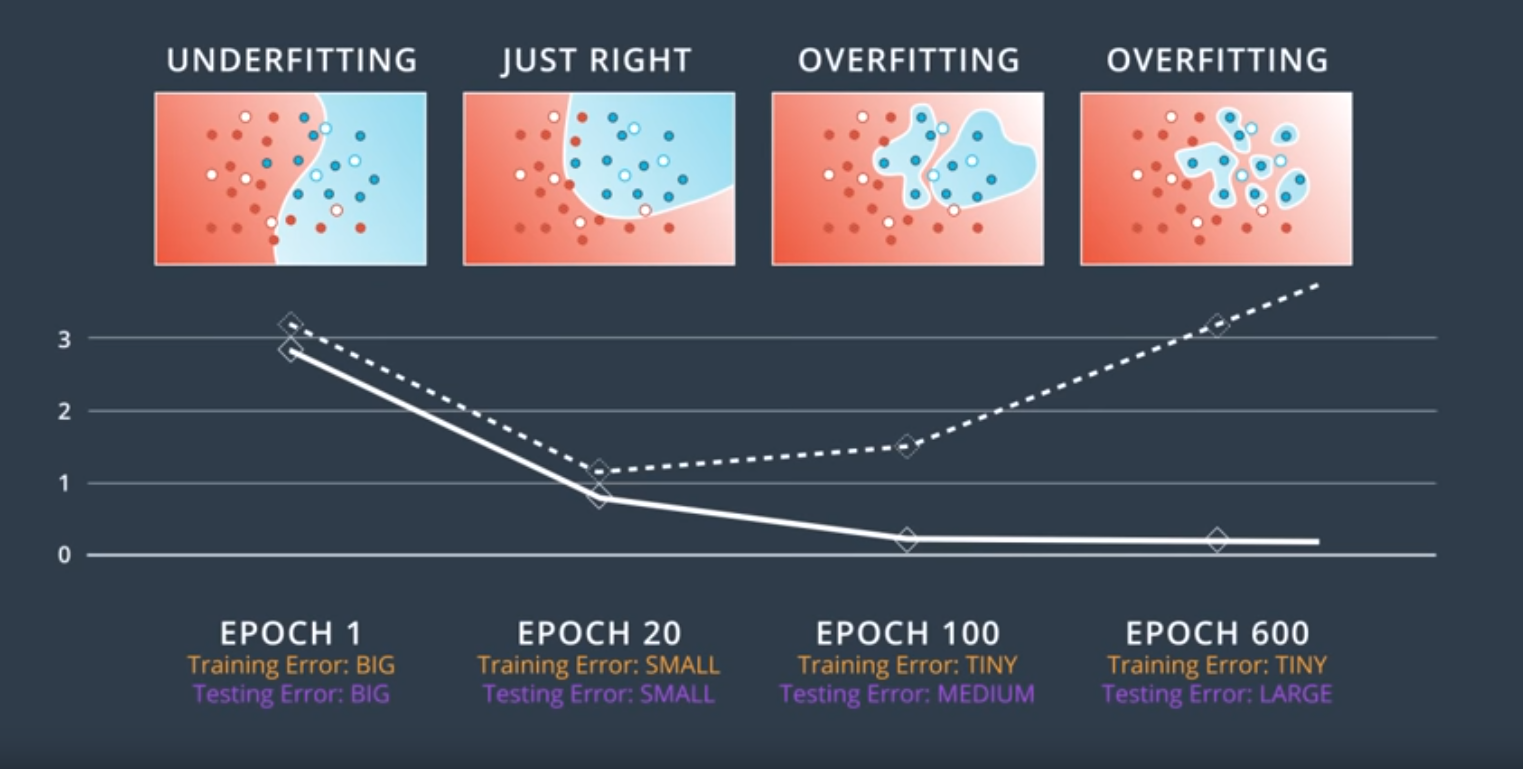 UNDERFITTING
JUST RIGHT
OVERFITTING
OVERFITTING
3
2
1
0
EPOCH 1
Training Error: BIG
Testing Error: BIG
EPOCH 20
Training Error: SMALL
Testing Error: SMALL
EPOCH 100
Training Error: TINY
Testing Error: MEDIUM
EPOCH 600
Training Error: TINY
Testing Error: LARGE